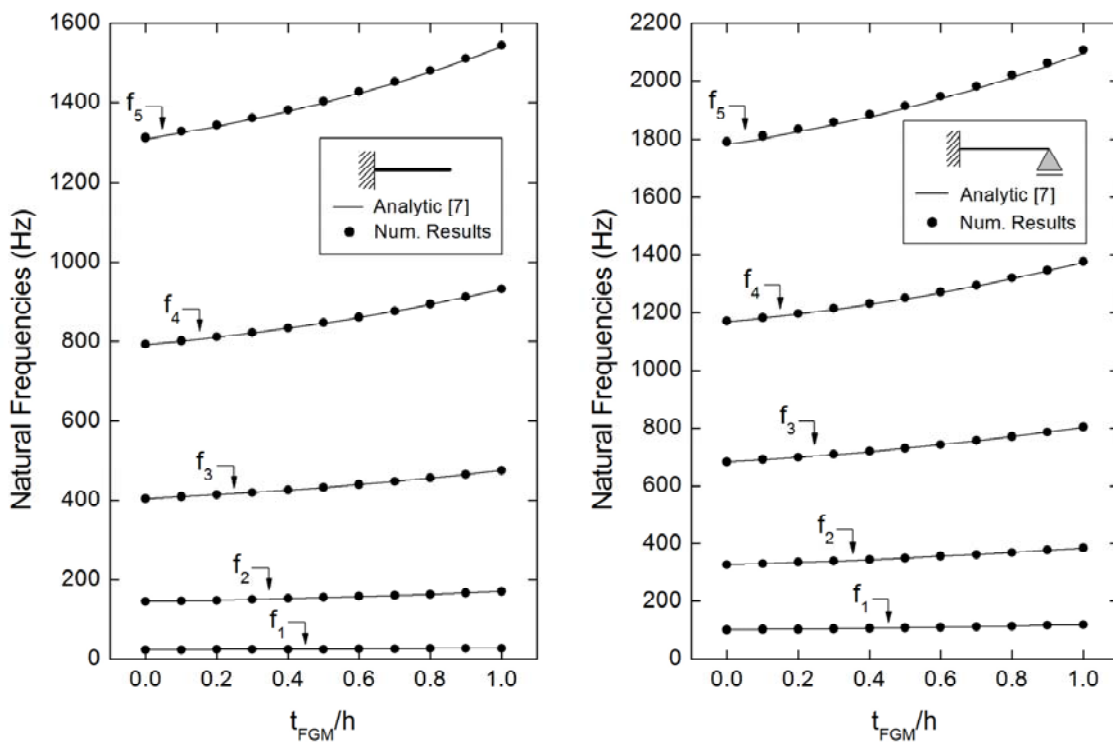 1600
1400
1200
1000
800
600
400
200
0
Natural Frequencies (Hz)
f5
f4
f3
f2
f1
Analytic [7]
Num. Results
0.0 0.2 0.4 0.6 0.8 1.0
tFGM/h
2200
2000
1800
1600
1400
1200
1000
800
600
400
200
0
Natural Frequencies (Hz)
f5
f4
f3
f2
f1
Analytic [7]
Num. Results
0.0 0.2 0.4 0.6 0.8 1.0
tFGM/h